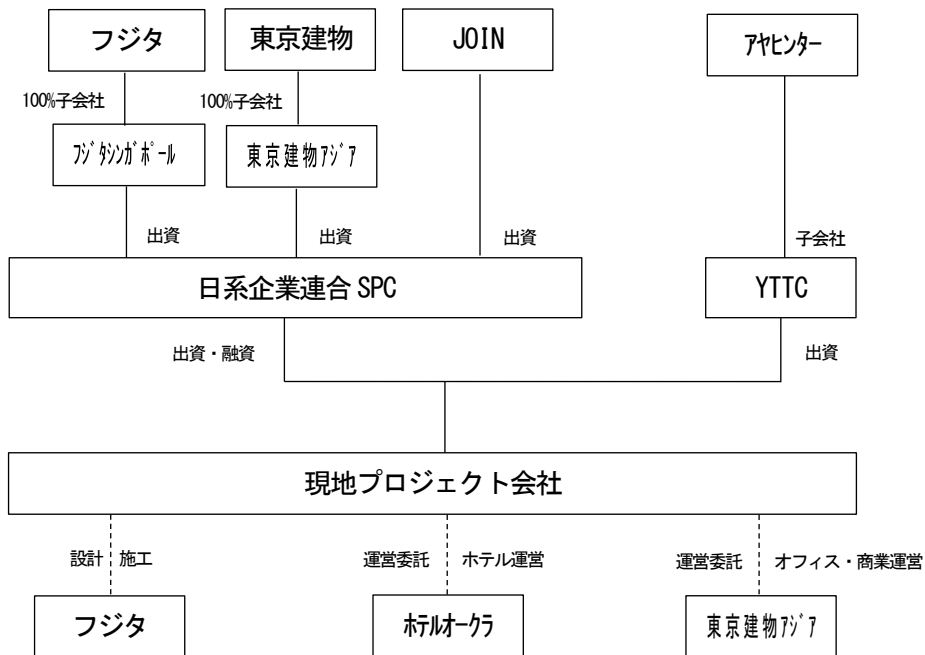 フジタ
東京建物
JOIN
ｱﾔﾋﾝﾀｰ
100%子会社
100%子会社
ﾌｼﾞﾀｼﾝｶﾞﾎﾟｰﾙ
東京建物ｱｼﾞｱ
出資
出資
出資
子会社
日系企業連合 SPC
YTTC
出資・融資
出資
現地プロジェクト会社
設計 施工
運営委託 ホテル運営
運営委託 オフィス・商業運営
フジタ
ﾎﾃﾙｵｰｸﾗ
東京建物ｱｼﾞｱ